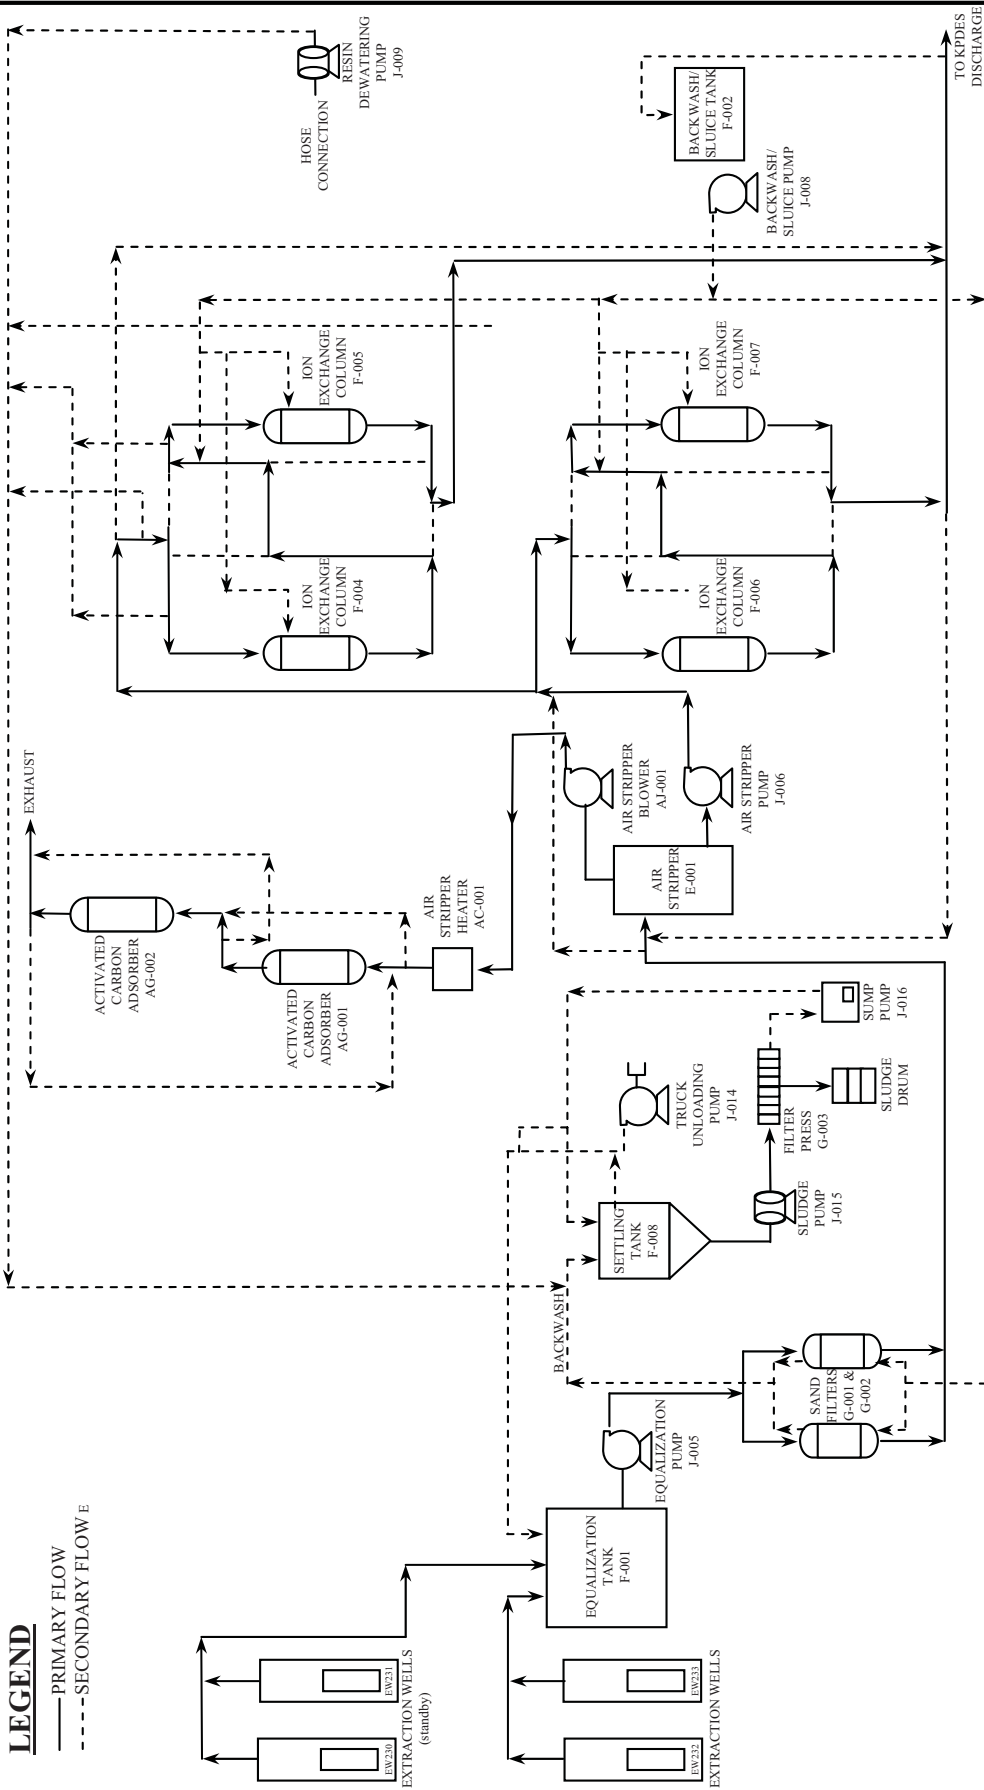 LEGEND
PRIMARY FLOW
SECONDARY FLOW E
EW230
EW231
EXTRACTION WELLS
(standby)
EW232
EW233
EXTRACTION WELLS
EQUALIZATION
TANK
F-001
EQUALIZATION
PUMP
J-005
SAND
FILTERS
G-001 &
G-002
BACKWASH
SETTLING
TANK
F-008
SLUDGE
PUMP
J-015
TRUCK
UNLOADING
PUMP
J-014
FILTER
PRESS
G-003
SLUDGE
DRUM
SUMP
PUMP
J-016
ACTIVATED
CARBON
ADSORBER
AG-001
ACTIVATED
CARBON
ADSORBER
AG-002
EXHAUST
AIR
STRIPPER
HEATER
AC-001
AIR
STRIPPER
E-001
AIR STRIPPER
BLOWER
AJ-001
AIR STRIPPER
PUMP
J-006
ION
EXCHANGE
COLUMN
F-004
ION
EXCHANGE
COLUMN
F-005
ION
EXCHANGE
COLUMN
F-006
ION
EXCHANGE
COLUMN
F-007
HOSE
CONNECTION
RESIN
DEWATERING
PUMP
J-009
BACKWASH/
SLUICE PUMP
J-008
BACKWASH/
SLUICE TANK
F-002
TO KPDES
DISCHARGE